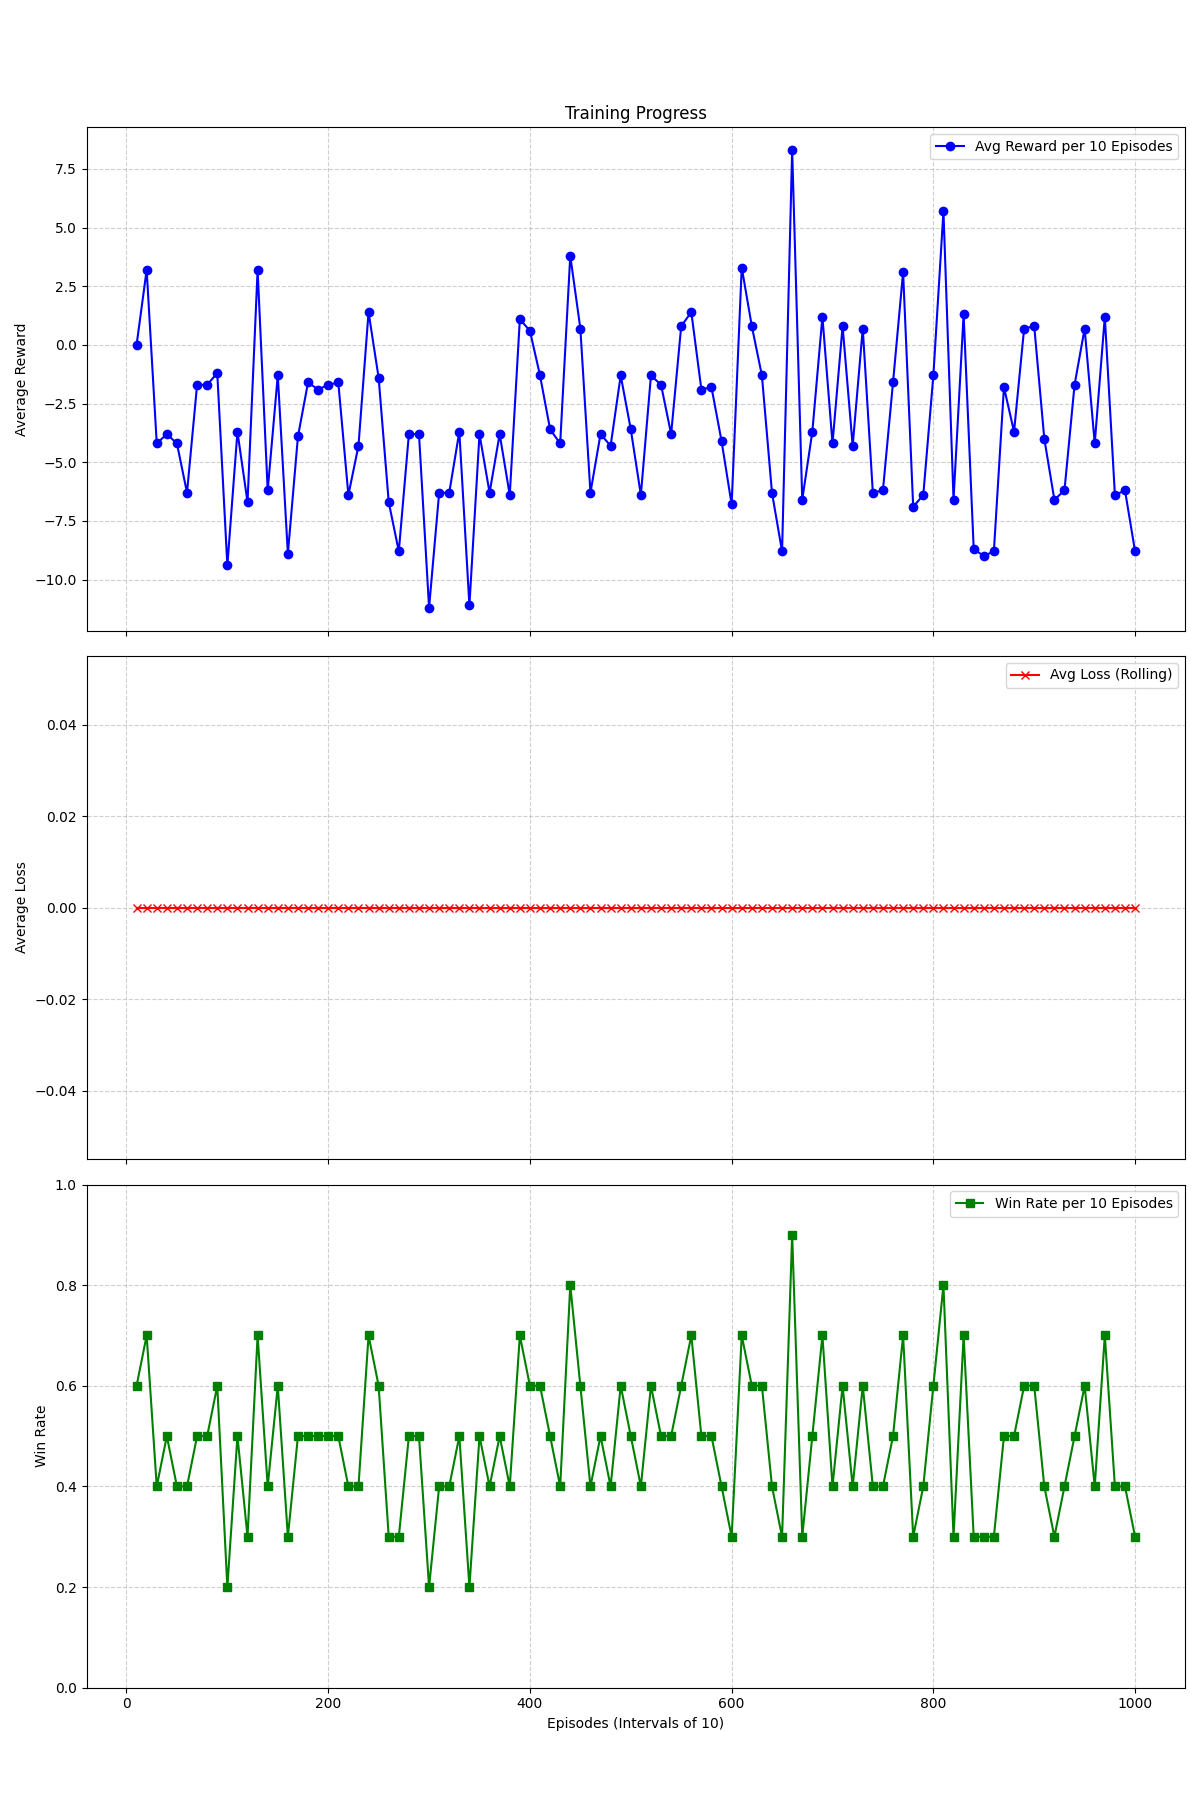 Training Progress
Avg Reward per 10 Episodes
7.5
5.0
2.5
0.0
−2.5
−5.0
−7.5
−10.0
Average Reward
Avg Loss (Rolling)
0.04
0.02
0.00
−0.02
−0.04
Average Loss
Win Rate per 10 Episodes
1.0
0.8
0.6
0.4
0.2
0.0
Win Rate
0 200 400 600 800 1000
Episodes (Intervals of 10)